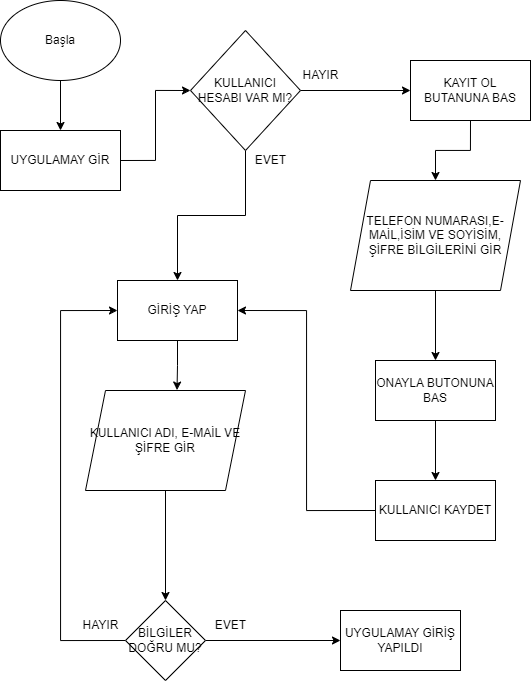 Başla
KULLANICI
HESABI VAR MI?
HAYIR
KAYIT OL
BUTANUNA BAS
UYGULAMAY GİR
EVET
TELEFON NUMARASI,E-
MAİL,İSİM VE SOYİSİM,
ŞİFRE BİLGİLERİNİ GİR
GİRİŞ YAP
ONAYLA BUTONUNA
BAS
KULLANICI ADI, E-MAİL VE
ŞİFRE GİR
KULLANICI KAYDET
HAYIR
BİLGİLER
DOĞRU MU?
EVET
UYGULAMAY GİRİŞ
YAPILDI